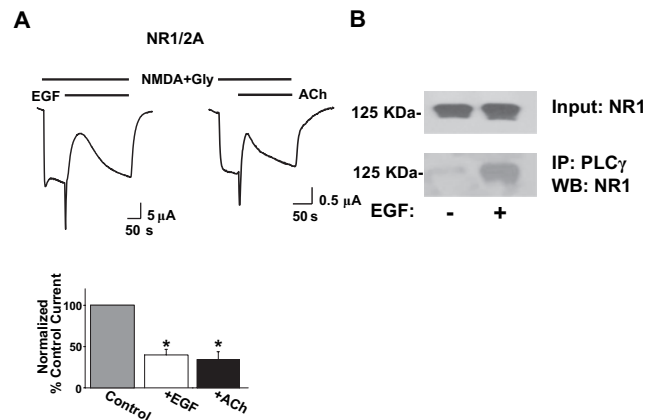 A
NR1/2A
NMDA+Gly
EGF
ACh
5 µA
50 s
0.5 µA
50 s
Normalized
% Control Current
100
50
0
Control
+EGF
+ACh
*
*
B
125 KDa-
Input: NR1
125 KDa-
IP: PLCγ
WB: NR1
EGF: - +